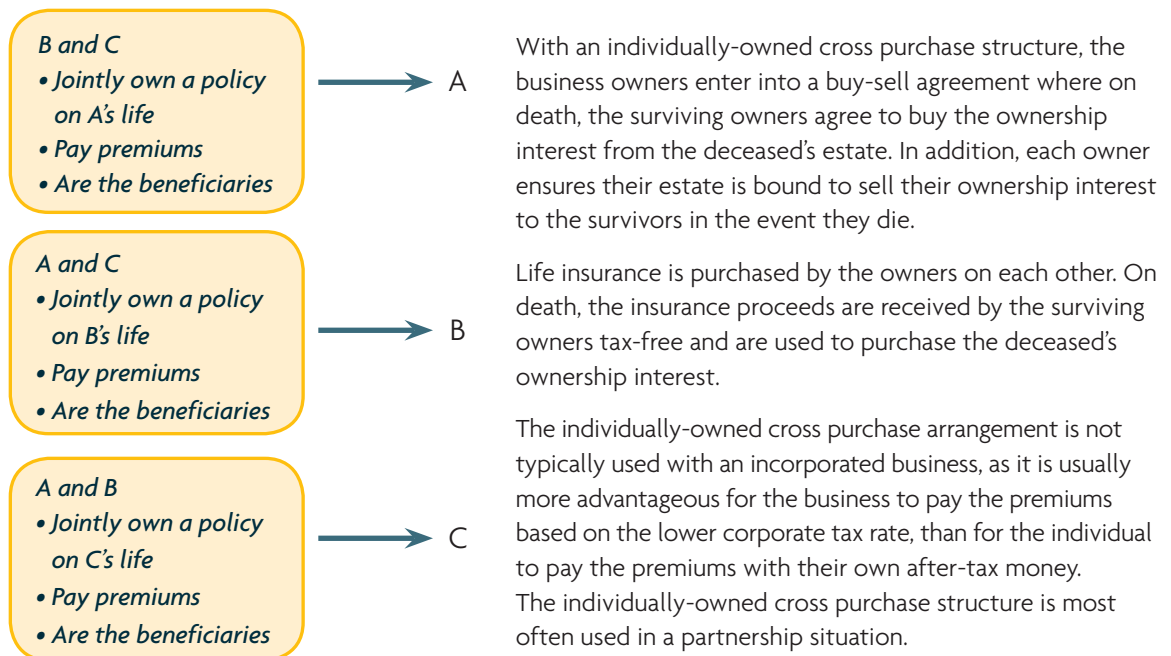 B and C
• Jointly own a policy
on A's life
• Pay premiums
• Are the beneficiaries
A
A and C
• Jointly own a policy
on B's life
• Pay premiums
• Are the beneficiaries
B
A and B
• Jointly own a policy
on C's life
• Pay premiums
• Are the beneficiaries
C
With an individually-owned cross purchase structure, the
business owners enter into a buy-sell agreement where on
death, the surviving owners agree to buy the ownership
interest from the deceased's estate. In addition, each owner
ensures their estate is bound to sell their ownership interest
to the survivors in the event they die.
Life insurance is purchased by the owners on each other. On
death, the insurance proceeds are received by the surviving
owners tax-free and are used to purchase the deceased's
ownership interest.
The individually-owned cross purchase arrangement is not
typically used with an incorporated business, as it is usually
more advantageous for the business to pay the premiums
based on the lower corporate tax rate, than for the individual
to pay the premiums with their own after-tax money.
The individually-owned cross purchase structure is most
often used in a partnership situation.